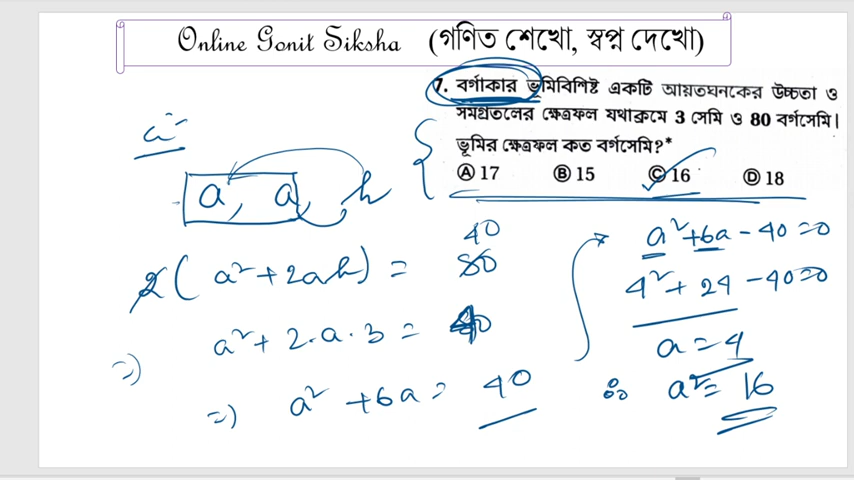 Online Gonit Siksha (গণিত শেখো, স্বপ্ন দেখো)
7. বর্গাকার ভূমিবিশিষ্ট একটি আয়তঘনকের উচ্চতা ও
সমগ্রতলের ক্ষেত্রফল যথাক্রমে 3 সেমি ও 80 বর্গসেমি।
ভূমির ক্ষেত্রফল কত বর্গসেমি?*
Ⓐ 17 Ⓑ 15 Ⓒ 16 Ⓓ 18
a²
a, a, h
40
2(a² + 2ah) = 80
a² + 2·a·3 = 40
=>
=> a² + 6a = 40
a² + 6a - 40 = 0
4² + 24 - 40 = 0
a = 4
∴ a² = 16